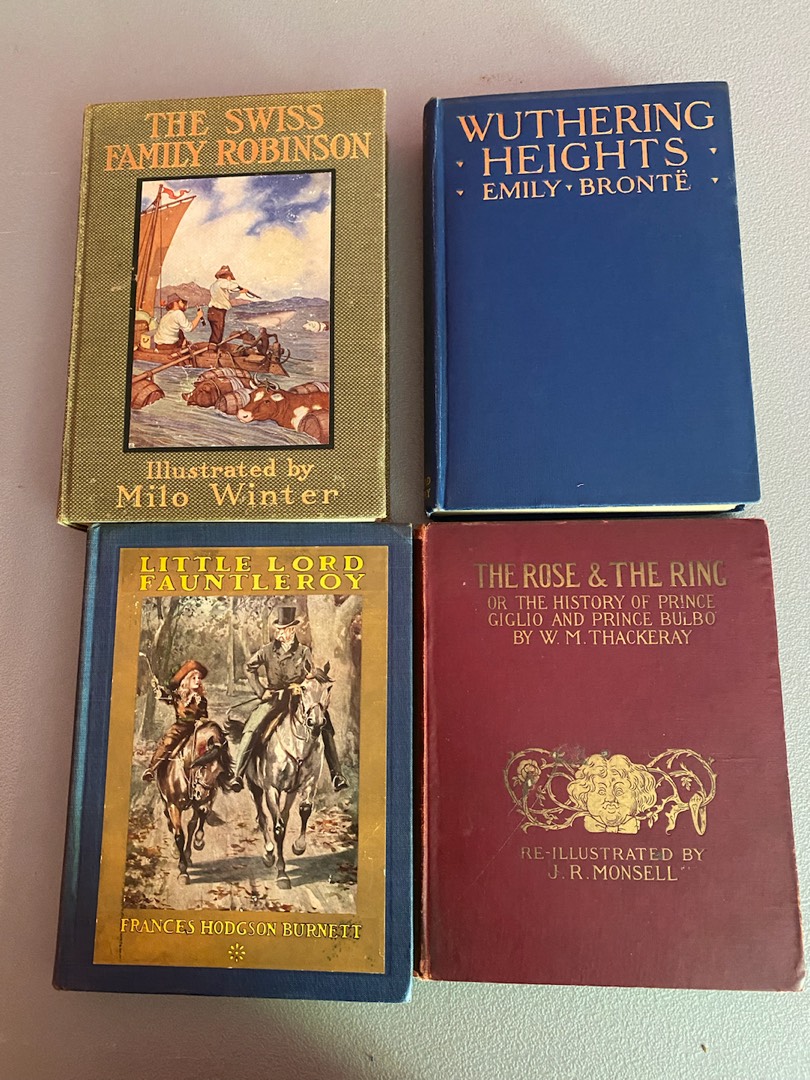 THE SWISS
FAMILY ROBINSON
Illustrated by
Milo Winter
WUTHERING
HEIGHTS
EMILY BRONTË
LITTLE LORD
FAUNTLEROY
FRANCES HODGSON BURNETT
THE ROSE & THE RING
OR THE HISTORY OF PRINCE
GIGLIO AND PRINCE BULBO
BY W. M. THACKERAY
RE-ILLUSTRATED BY
J. R. MONSELL